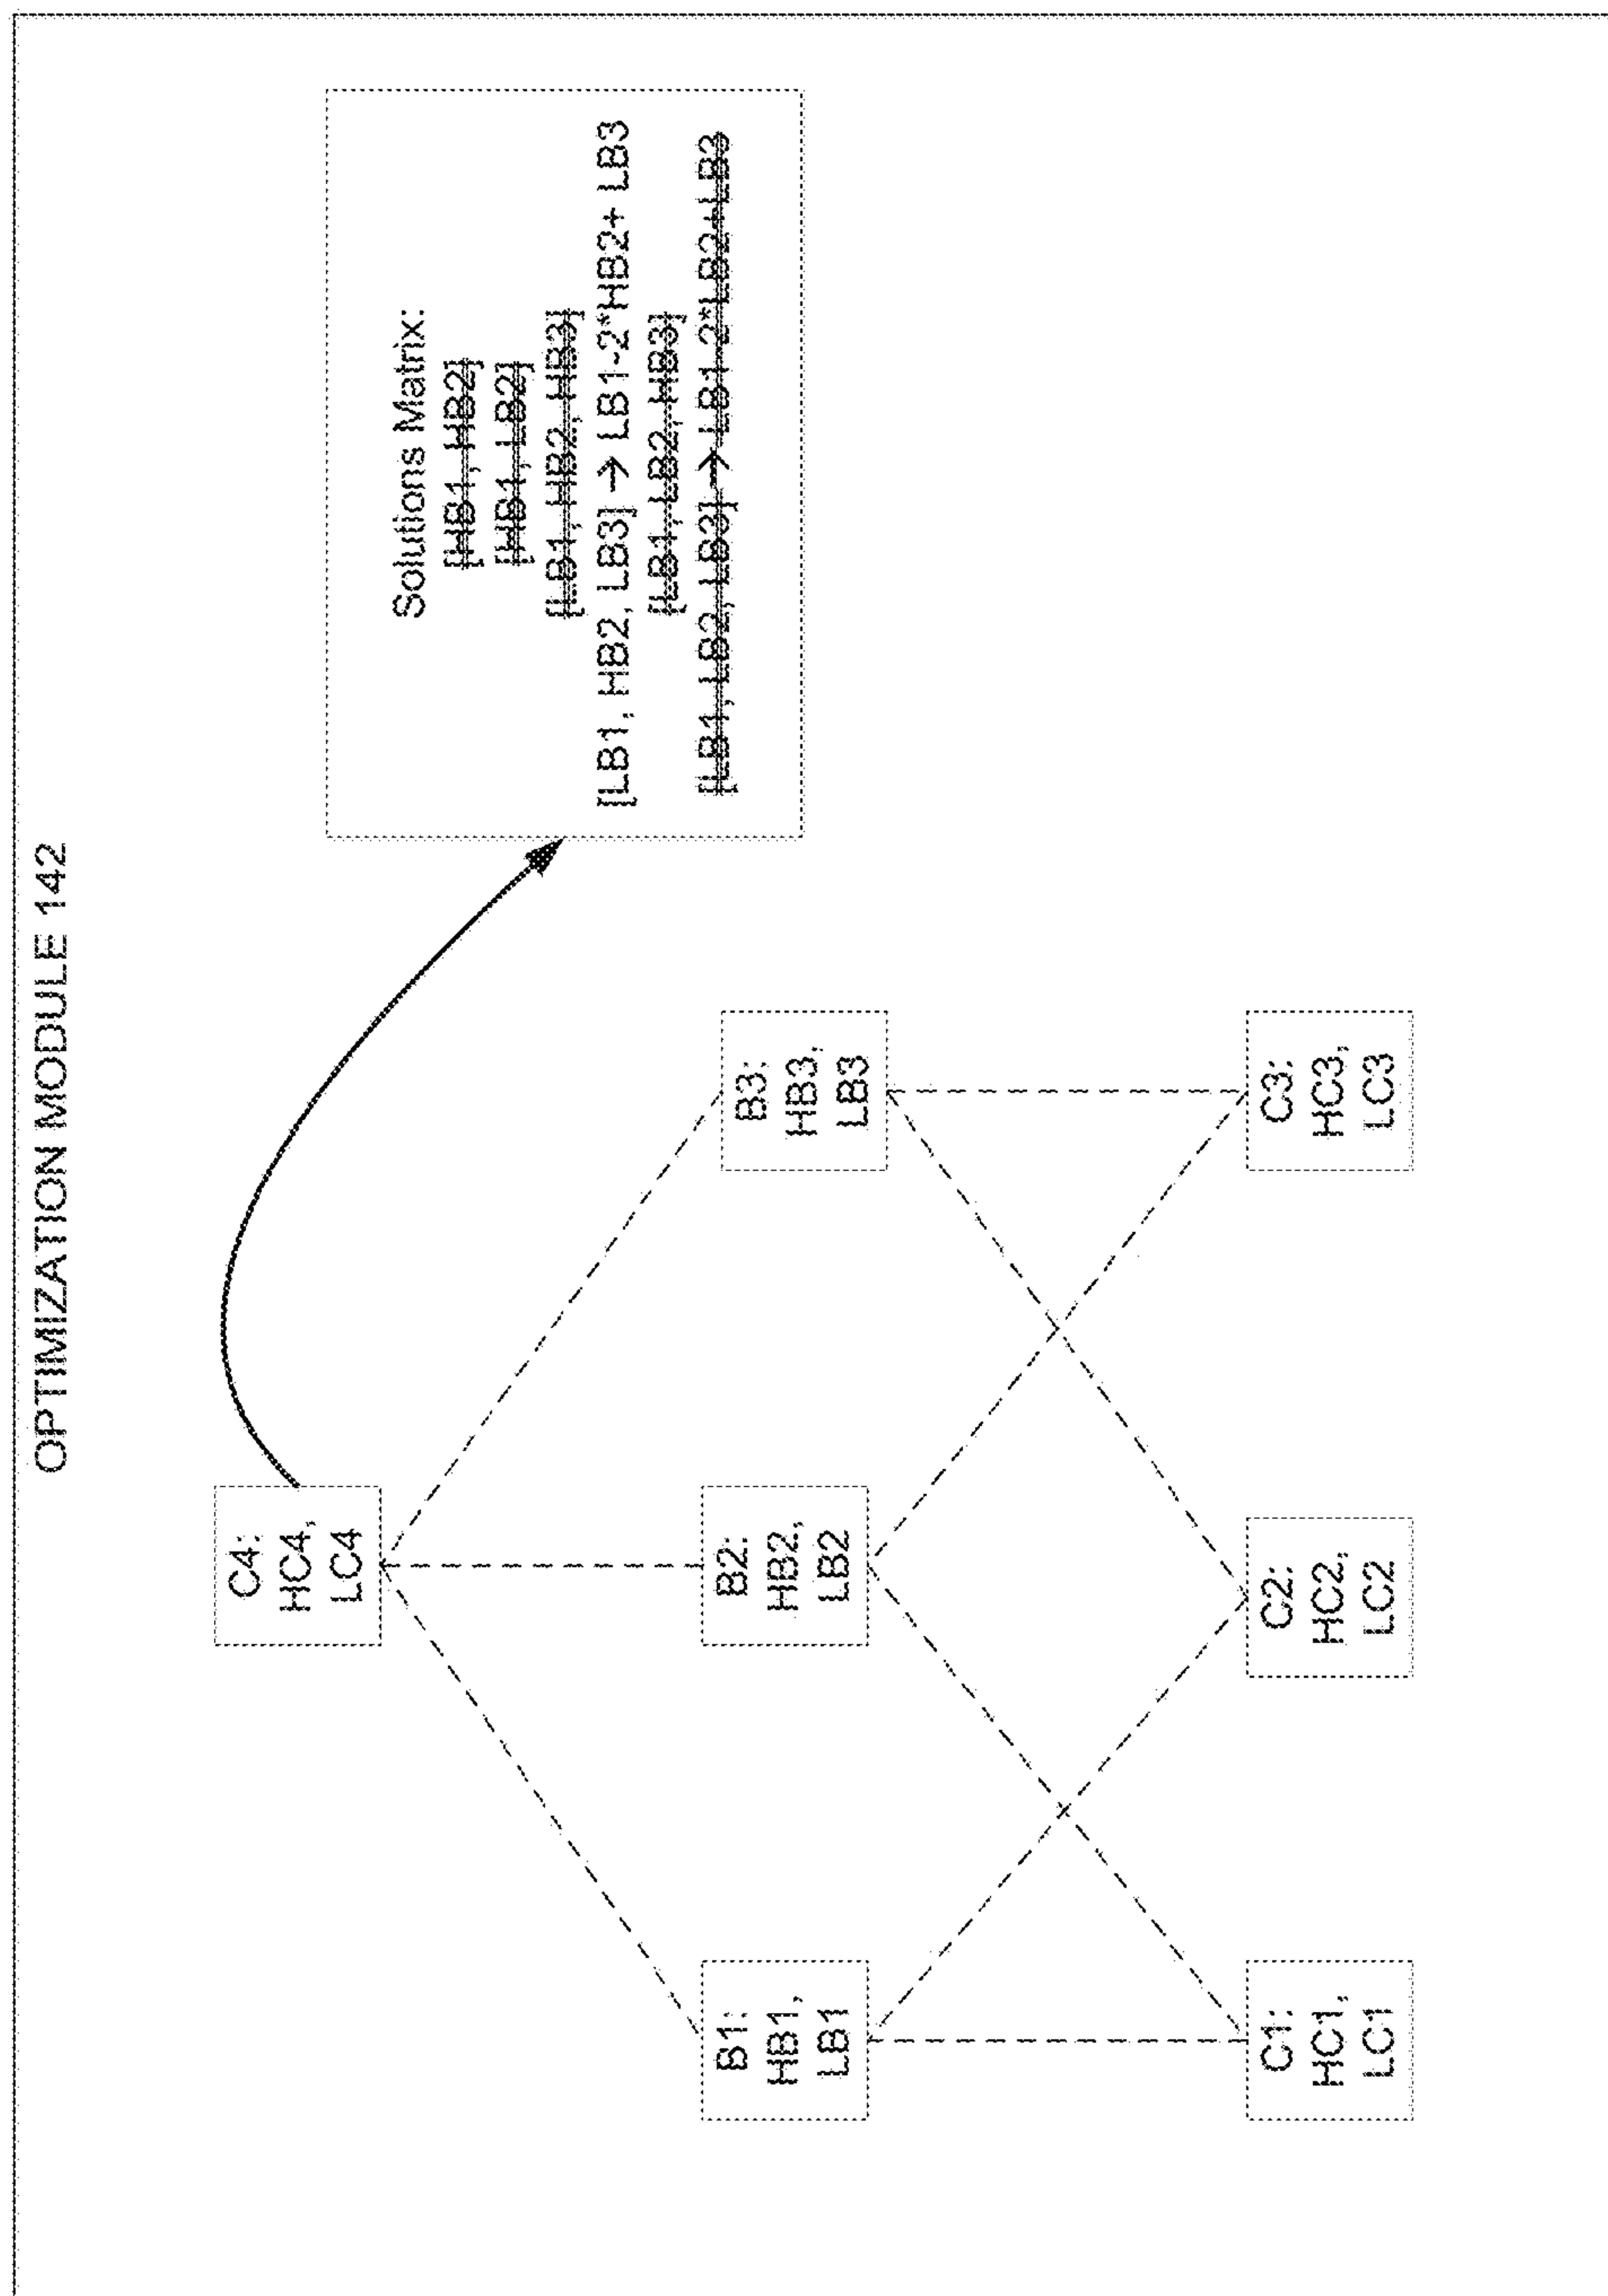 OPTIMIZATION MODULE 142
C4:
HC4,
LC4
Solutions Matrix:
[HB1, HB2]
[HB1, LB2]
[LB1, HB2, HB3]
[LB1, HB2, LB3] → LB1-2*HB2+ LB3
[LB1, LB2, HB3]
[LB1, LB2, LB3] → LB1-2*LB2+LB3
B1:
HB1,
LB1
B2:
HB2,
LB2
B3:
HB3,
LB3
C1:
HC1,
LC1
C2:
HC2,
LC2
C3:
HC3,
LC3